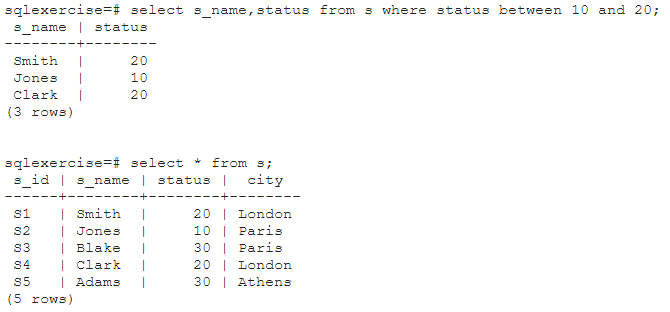 sqlexercise=# select s_name,status from s where status between 10 and 20;
 s_name | status
--------+--------
 Smith  |     20
 Jones  |     10
 Clark  |     20
(3 rows)
sqlexercise=# select * from s;
 s_id | s_name | status |  city
------+--------+--------+--------
 S1   | Smith  |     20 | London
 S2   | Jones  |     10 | Paris
 S3   | Blake  |     30 | Paris
 S4   | Clark  |     20 | London
 S5   | Adams  |     30 | Athens
(5 rows)